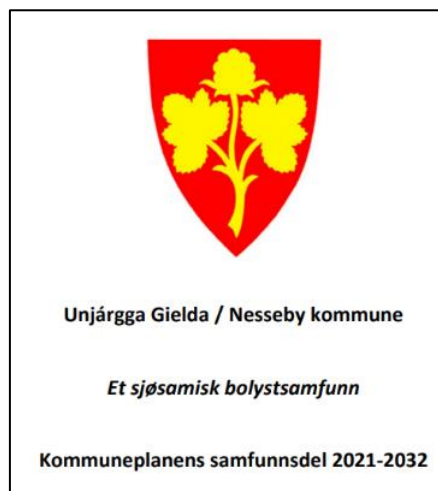 Unjárgga Gielda / Nesseby kommune
Et sjøsamisk bolystsamfunn
Kommuneplanens samfunnsdel 2021-2032